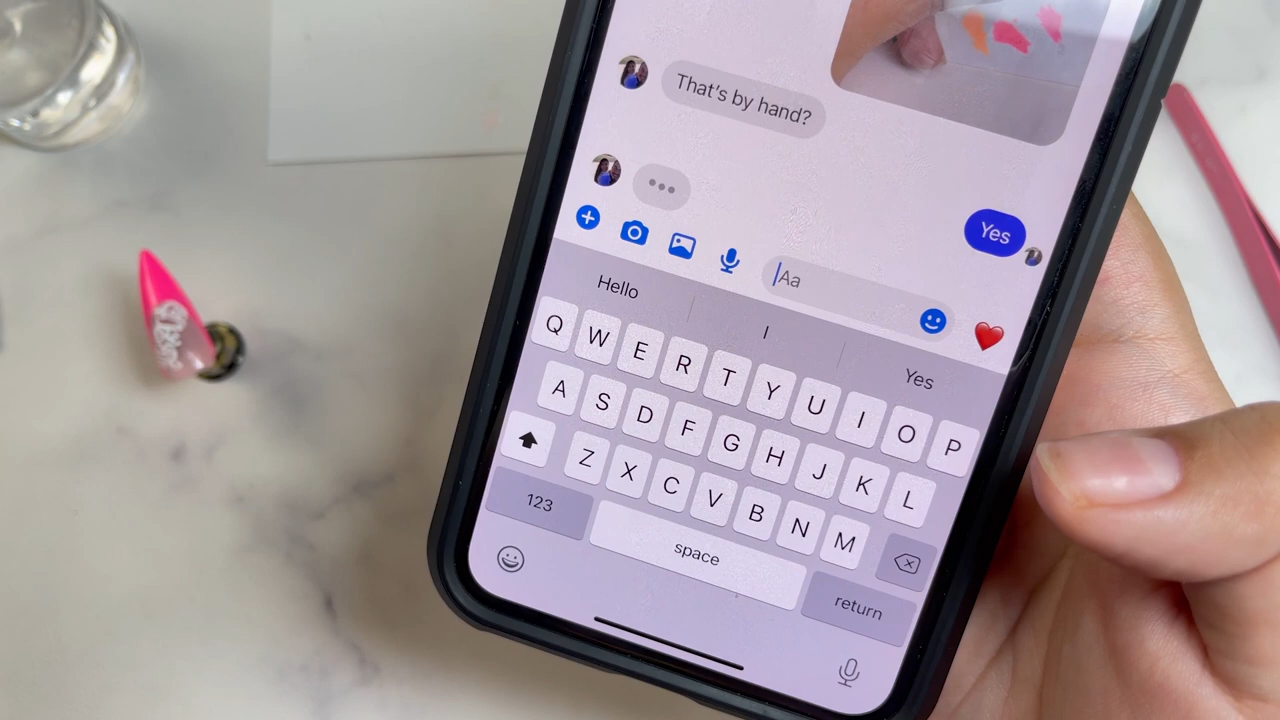 That's by hand?
Yes
Aa
Hello
I
Yes
Q W E R T Y U I O P
A S D F G H J K L
Z X C V B N M
123
space
return